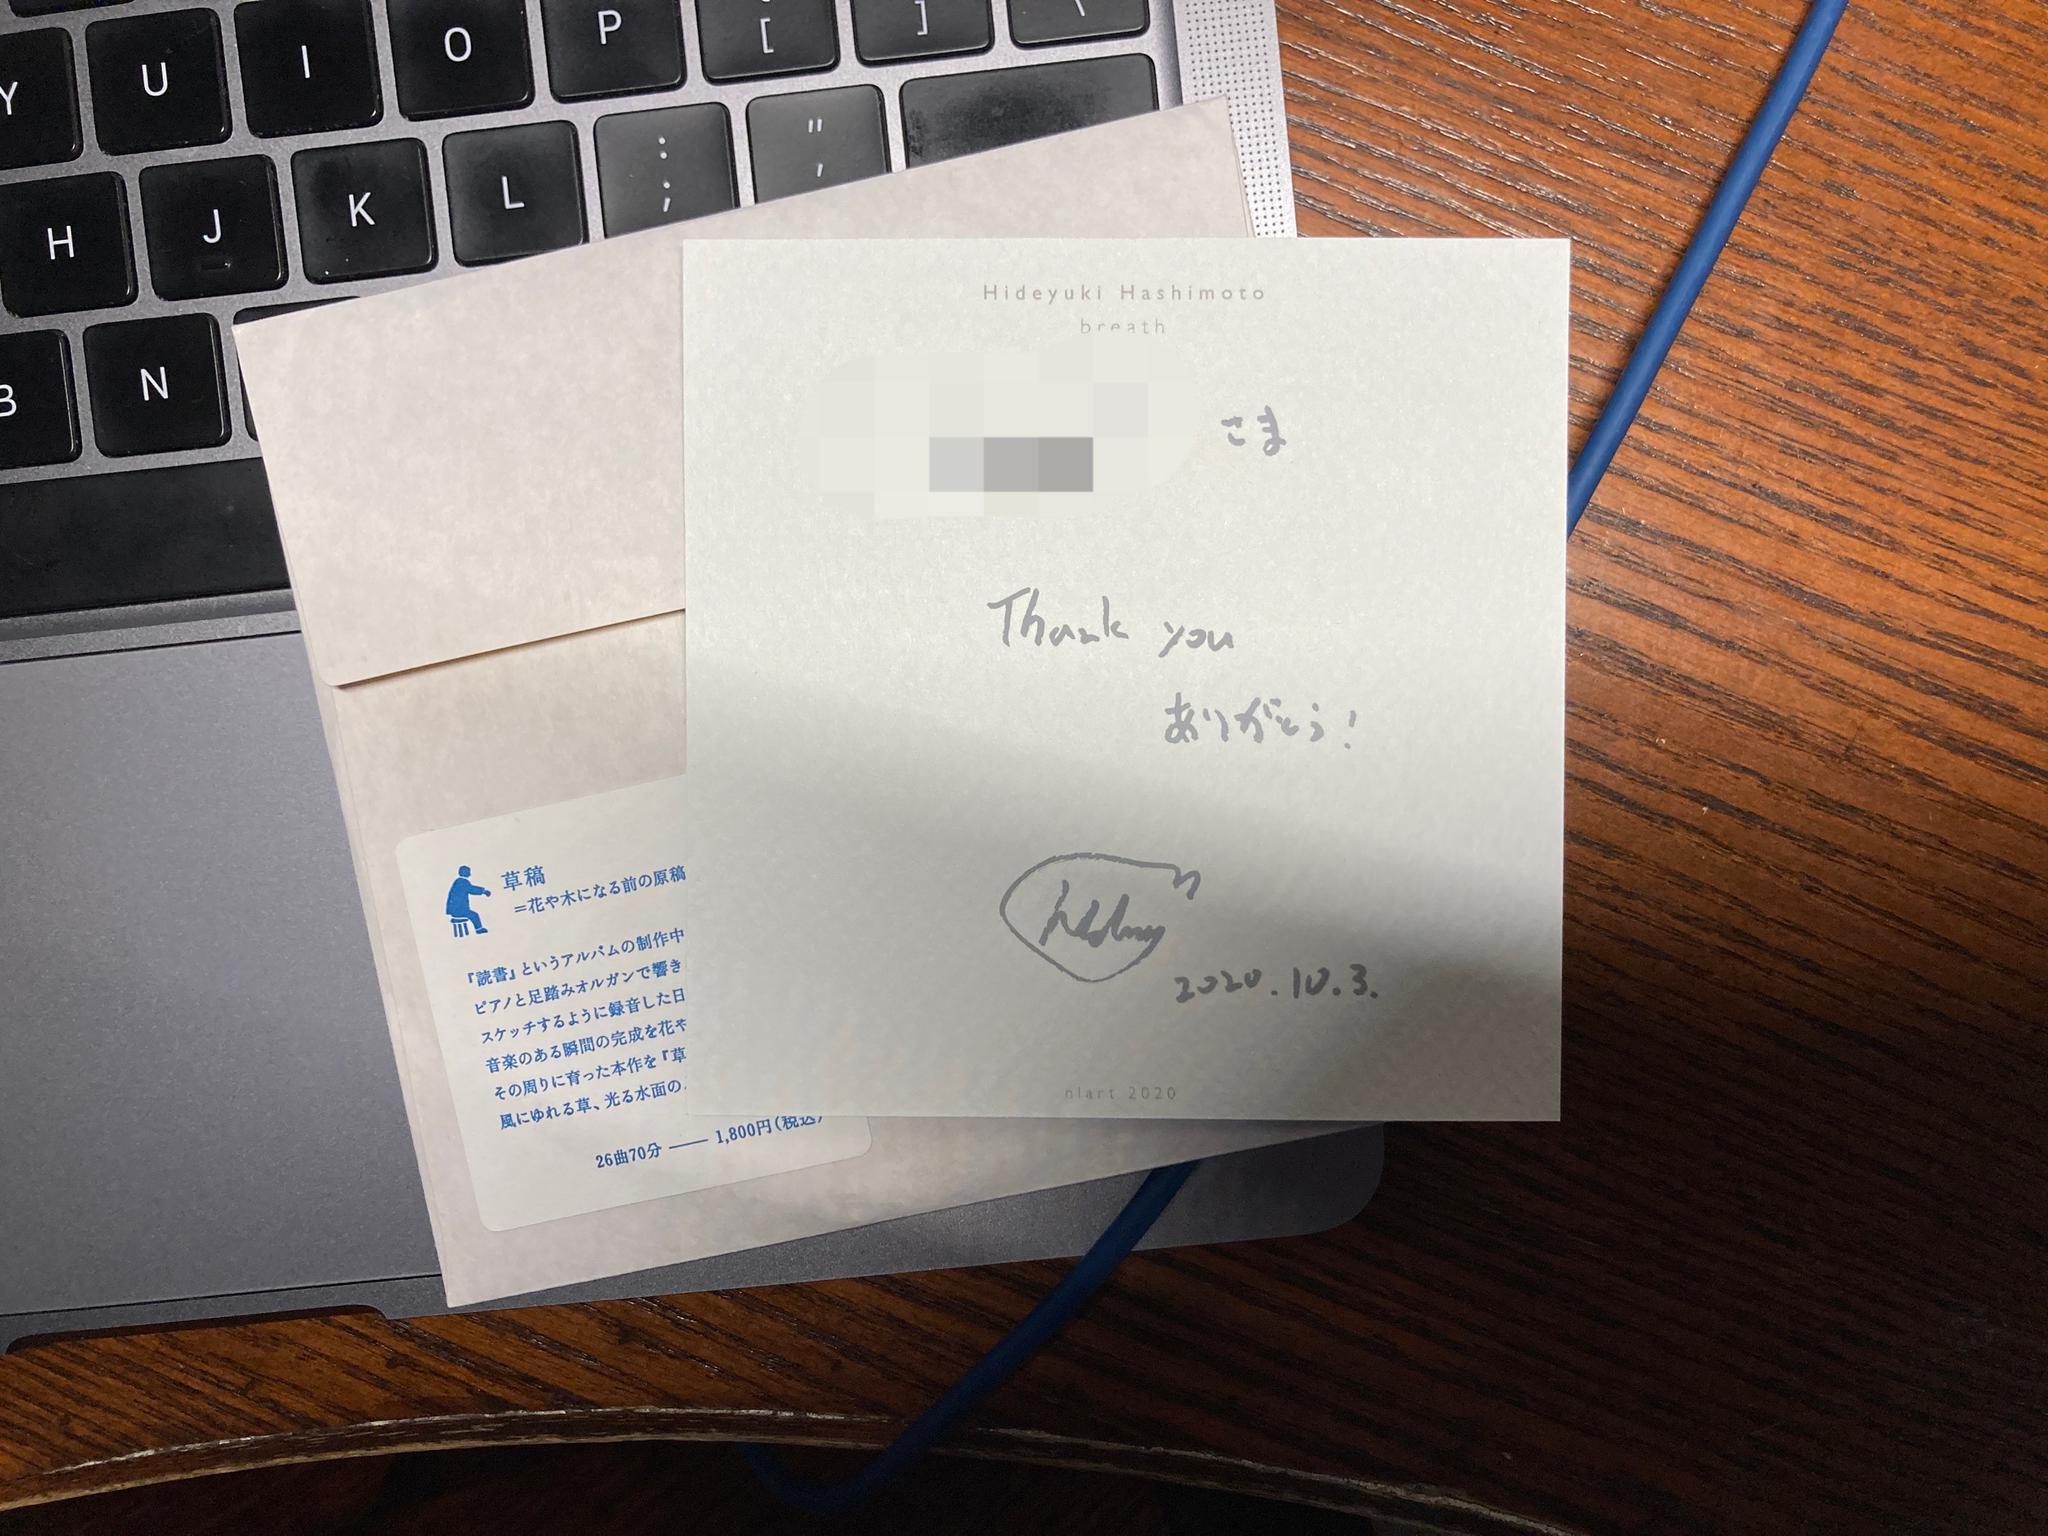 Y U I O P [ ] \
H J K L : ; " '
B N
Hideyuki Hashimoto
breath
さま
Thank you
ありがとう!
2020.10.3.
nlart 2020
草稿
=花や木になる前の原稿
『読書』というアルバムの制作中
ピアノと足踏みオルガンで響き
スケッチするように録音した日
音楽のある瞬間の完成を花や
その周りに育った本作を『草
風にゆれる草、光る水面の
26曲70分 —— 1,800円(税込)